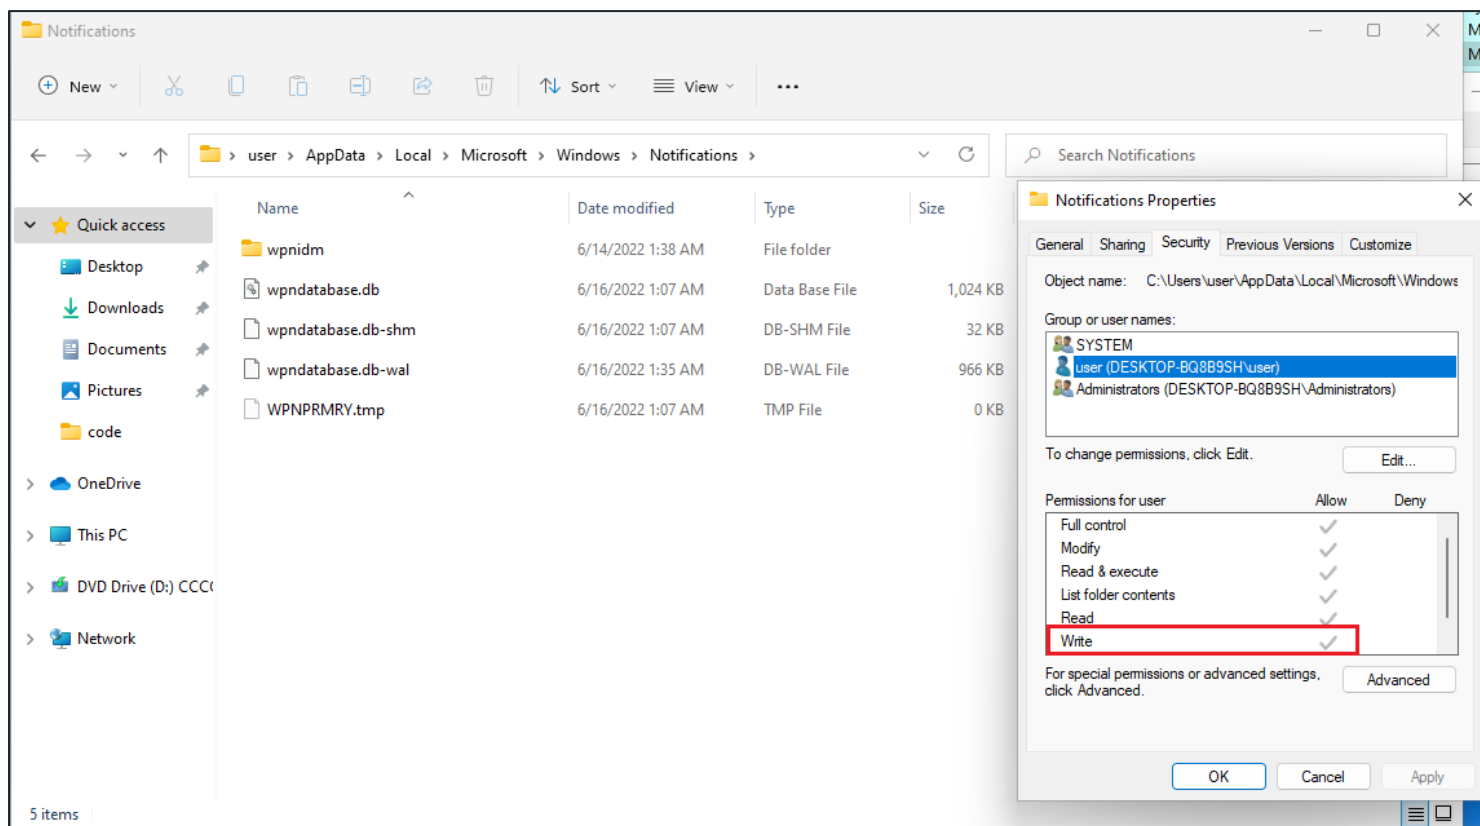 Notifications
New
Sort
View
user > AppData > Local > Microsoft > Windows > Notifications >
Search Notifications
Name Date modified Type Size
Quick access
Desktop
Downloads
Documents
Pictures
code
OneDrive
This PC
DVD Drive (D:) CCC
Network
wpnidm 6/14/2022 1:38 AM File folder
wpndatabase.db 6/16/2022 1:07 AM Data Base File 1,024 KB
wpndatabase.db-shm 6/16/2022 1:07 AM DB-SHM File 32 KB
wpndatabase.db-wal 6/16/2022 1:35 AM DB-WAL File 966 KB
WPNPRMRY.tmp 6/16/2022 1:07 AM TMP File 0 KB
5 items
Notifications Properties
General Sharing Security Previous Versions Customize
Object name: C:\Users\user\AppData\Local\Microsoft\Windows
Group or user names:
SYSTEM
user (DESKTOP-BQ8B9SH\user)
Administrators (DESKTOP-BQ8B9SH\Administrators)
To change permissions, click Edit.
Edit...
Permissions for user Allow Deny
Full control
Modify
Read & execute
List folder contents
Read
Write
For special permissions or advanced settings,
click Advanced.
Advanced
OK Cancel Apply